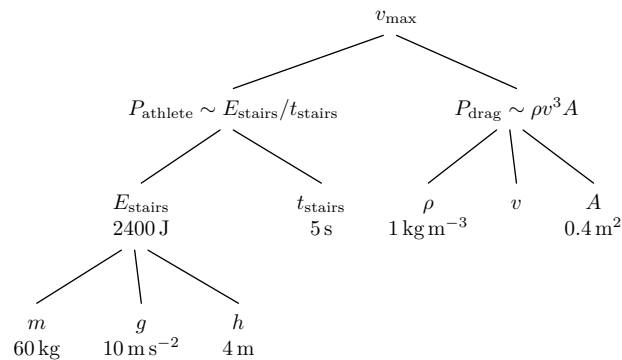 v_max
P_athlete ∼ E_stairs/t_stairs P_drag ∼ ρv³A
E_stairs t_stairs ρ v A
2400 J 5 s 1 kg m⁻³ 0.4 m²
m g h
60 kg 10 m s⁻² 4 m